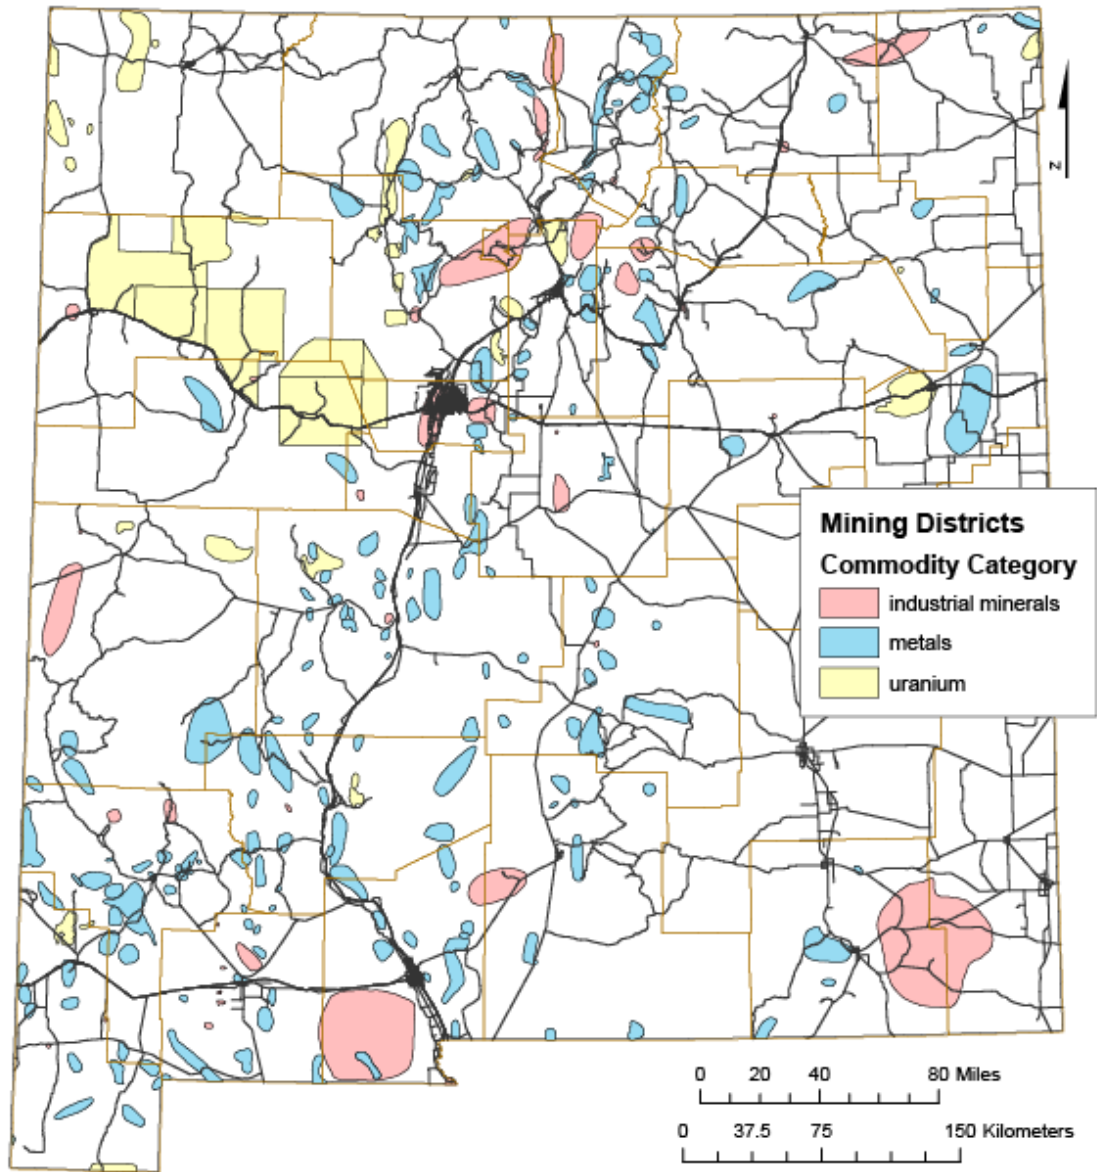 z
Mining Districts
Commodity Category
industrial minerals
metals
uranium
0 20 40 80 Miles
0 37.5 75 150 Kilometers